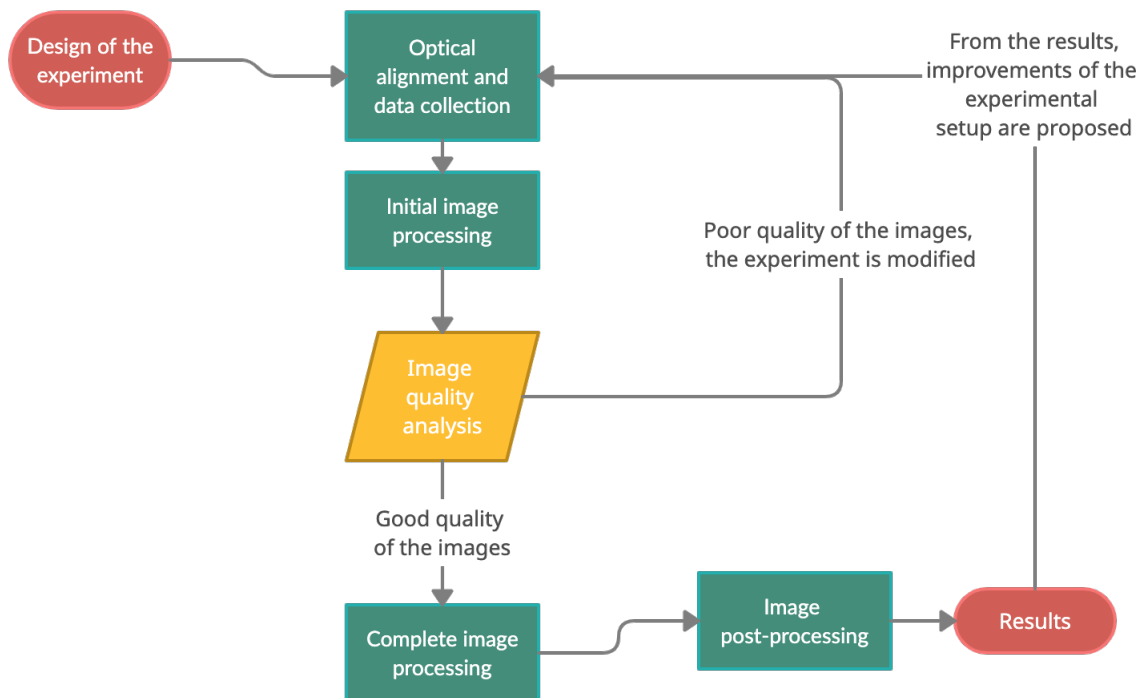 Design of the
experiment
Optical
alignment and
data collection
From the results,
improvements of the
experimental
setup are proposed
Initial image
processing
Poor quality of the images,
the experiment is modified
Image
quality
analysis
Good quality
of the images
Complete image
processing
Image
post-processing
Results